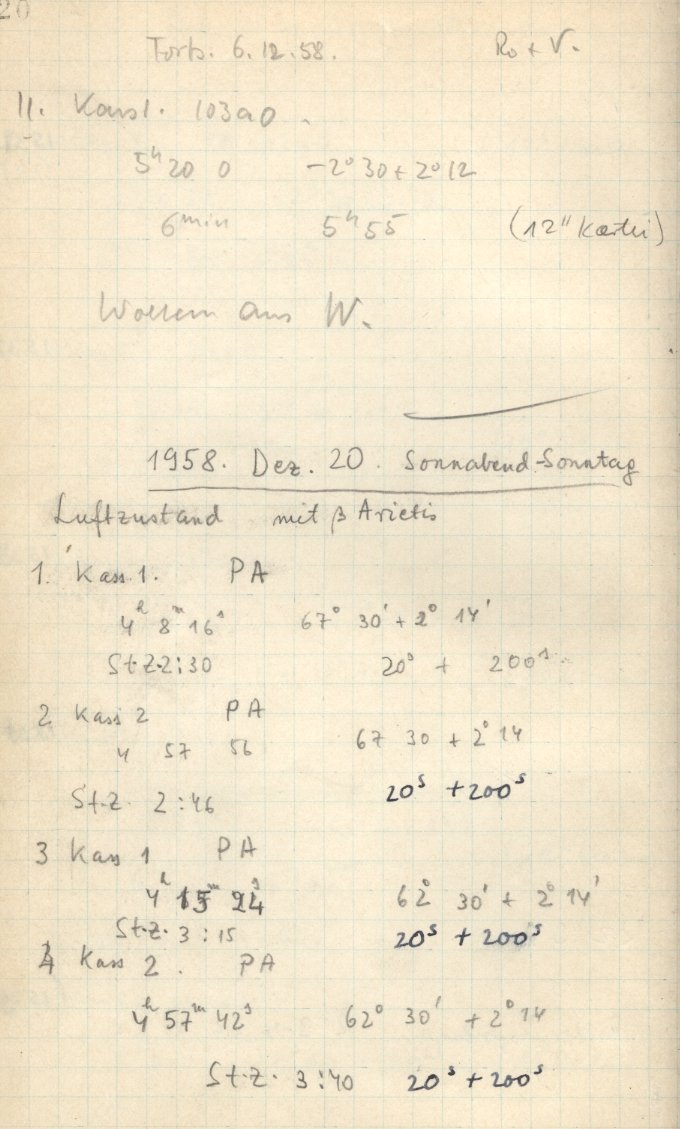 20
Forts. 6.12.58. Ro + V.
11. Kass 1. 103a0.
5h 20 0 -2° 30 + 2° 12
6min 5h 55 (12" Kartei)
Wolken aus W.
1958. Dez. 20. Sonnabend-Sonntag
Luftzustand mit β Arietis
1. Kass 1. PA
4h 8m 16s 67° 30' + 2° 14'
St.Z. 2:30 20s + 200s
2 Kass 2 PA
4 57 56 67 30 + 2° 14
St.Z. 2:46 20s + 200s
3 Kass 1 PA
4h 15m 24s 62° 30' + 2° 14'
St.Z. 3:15 20s + 200s
4 Kass 2. PA
4h 57m 42s 62° 30' + 2° 14
St.Z. 3:40 20s + 200s